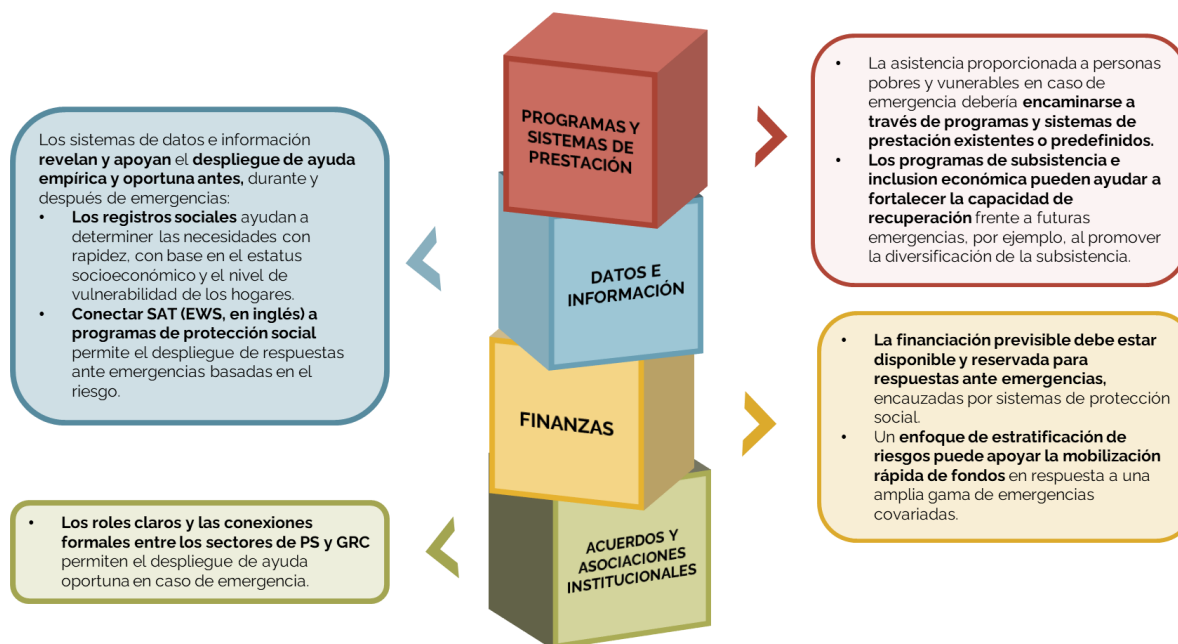 PROGRAMAS Y
SISTEMAS DE
PRESTACIÓN
• La asistencia proporcionada a personas
pobres y vunerables en caso de
emergencia debería encaminarse a
través de programas y sistemas de
prestación existentes o predefinidos.
• Los programas de subsistencia e
inclusion económica pueden ayudar a
fortalecer la capacidad de
recuperación frente a futuras
emergencias, por ejemplo, al promover
la diversificación de la subsistencia.
Los sistemas de datos e información
revelan y apoyan el despliegue de ayuda
empírica y oportuna antes, durante y
después de emergencias:
• Los registros sociales ayudan a
determinar las necesidades con
rapidez, con base en el estatus
socioeconómico y el nivel de
vulnerabilidad de los hogares.
• Conectar SAT (EWS, en inglés) a
programas de protección social
permite el despliegue de respuestas
ante emergencias basadas en el
riesgo.
DATOS E
INFORMACIÓN
FINANZAS
• La financiación previsible debe estar
disponible y reservada para
respuestas ante emergencias,
encauzadas por sistemas de protección
social.
• Un enfoque de estratificación de
riesgos puede apoyar la mobilización
rápida de fondos en respuesta a una
amplia gama de emergencias
covariadas.
• Los roles claros y las conexiones
formales entre los sectores de PS y GRC
permiten el despliegue de ayuda
oportuna en caso de emergencia.
ACUERDOS Y
ASOCIACIONES
INSTITUCIONALES